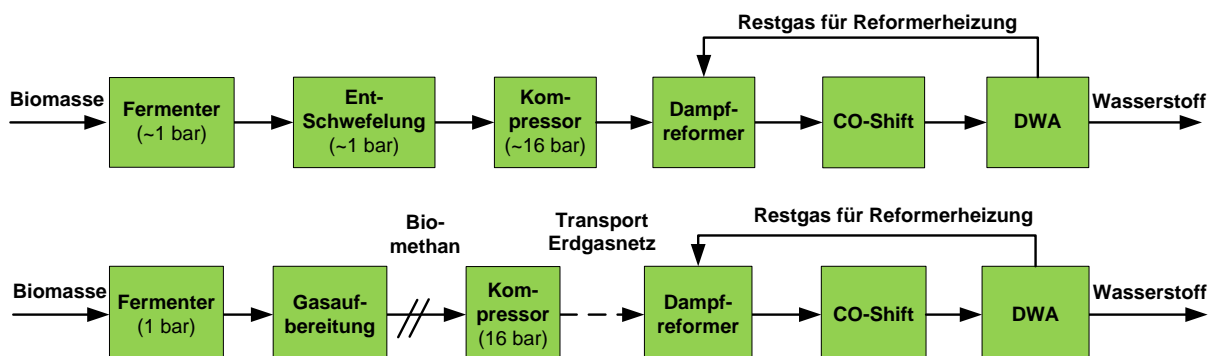 Restgas für Reformerheizung
Biomasse
Fermenter
(~1 bar)
Ent-
Schwefelung
(~1 bar)
Kom-
pressor
(~16 bar)
Dampf-
reformer
CO-Shift
DWA
Wasserstoff
Bio-
methan
Transport
Erdgasnetz
Restgas für Reformerheizung
Biomasse
Fermenter
(1 bar)
Gasauf-
bereitung
Kom-
pressor
(16 bar)
Dampf-
reformer
CO-Shift
DWA
Wasserstoff